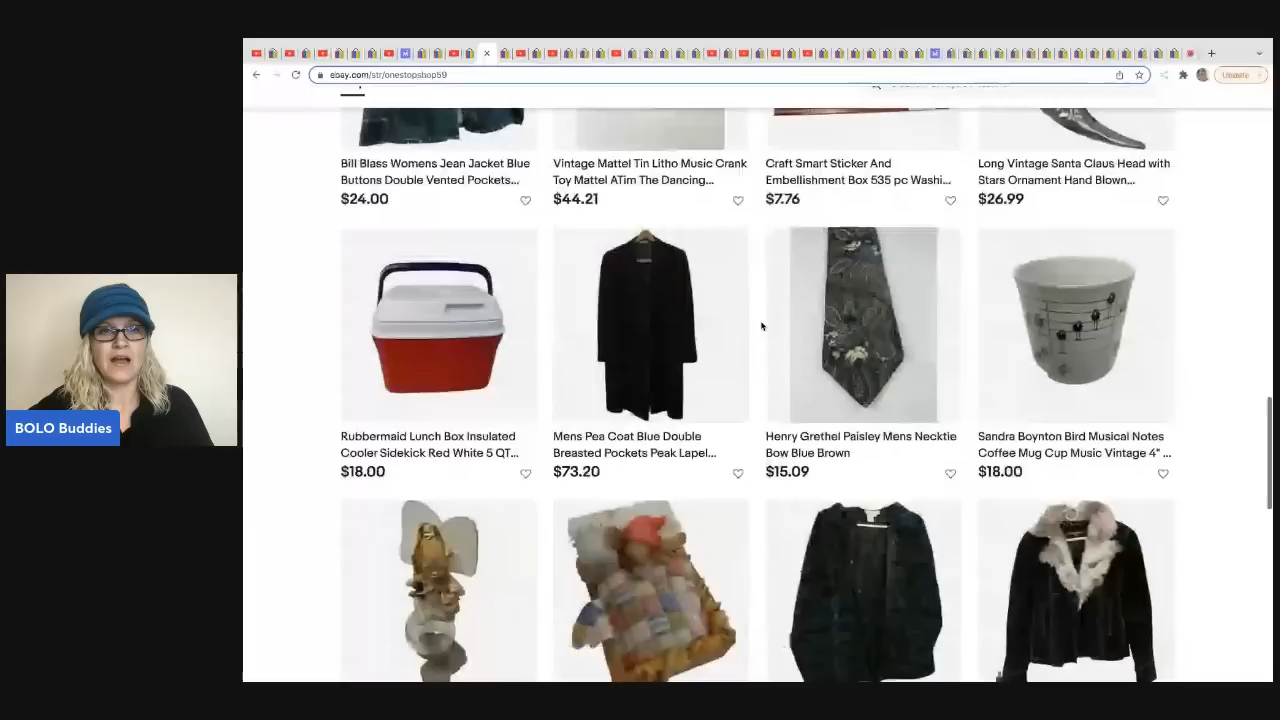 ebay.com/str/onestopshop59
Update
Bill Blass Womens Jean Jacket Blue
Buttons Double Vented Pockets...
$24.00
Vintage Mattel Tin Litho Music Crank
Toy Mattel ATim The Dancing...
$44.21
Craft Smart Sticker And
Embellishment Box 535 pc Washi...
$7.76
Long Vintage Santa Claus Head with
Stars Ornament Hand Blown...
$26.99
Rubbermaid Lunch Box Insulated
Cooler Sidekick Red White 5 QT...
$18.00
Mens Pea Coat Blue Double
Breasted Pockets Peak Lapel...
$73.20
Henry Grethel Paisley Mens Necktie
Bow Blue Brown
$15.09
Sandra Boynton Bird Musical Notes
Coffee Mug Cup Music Vintage 4" ...
$18.00
BOLO Buddies